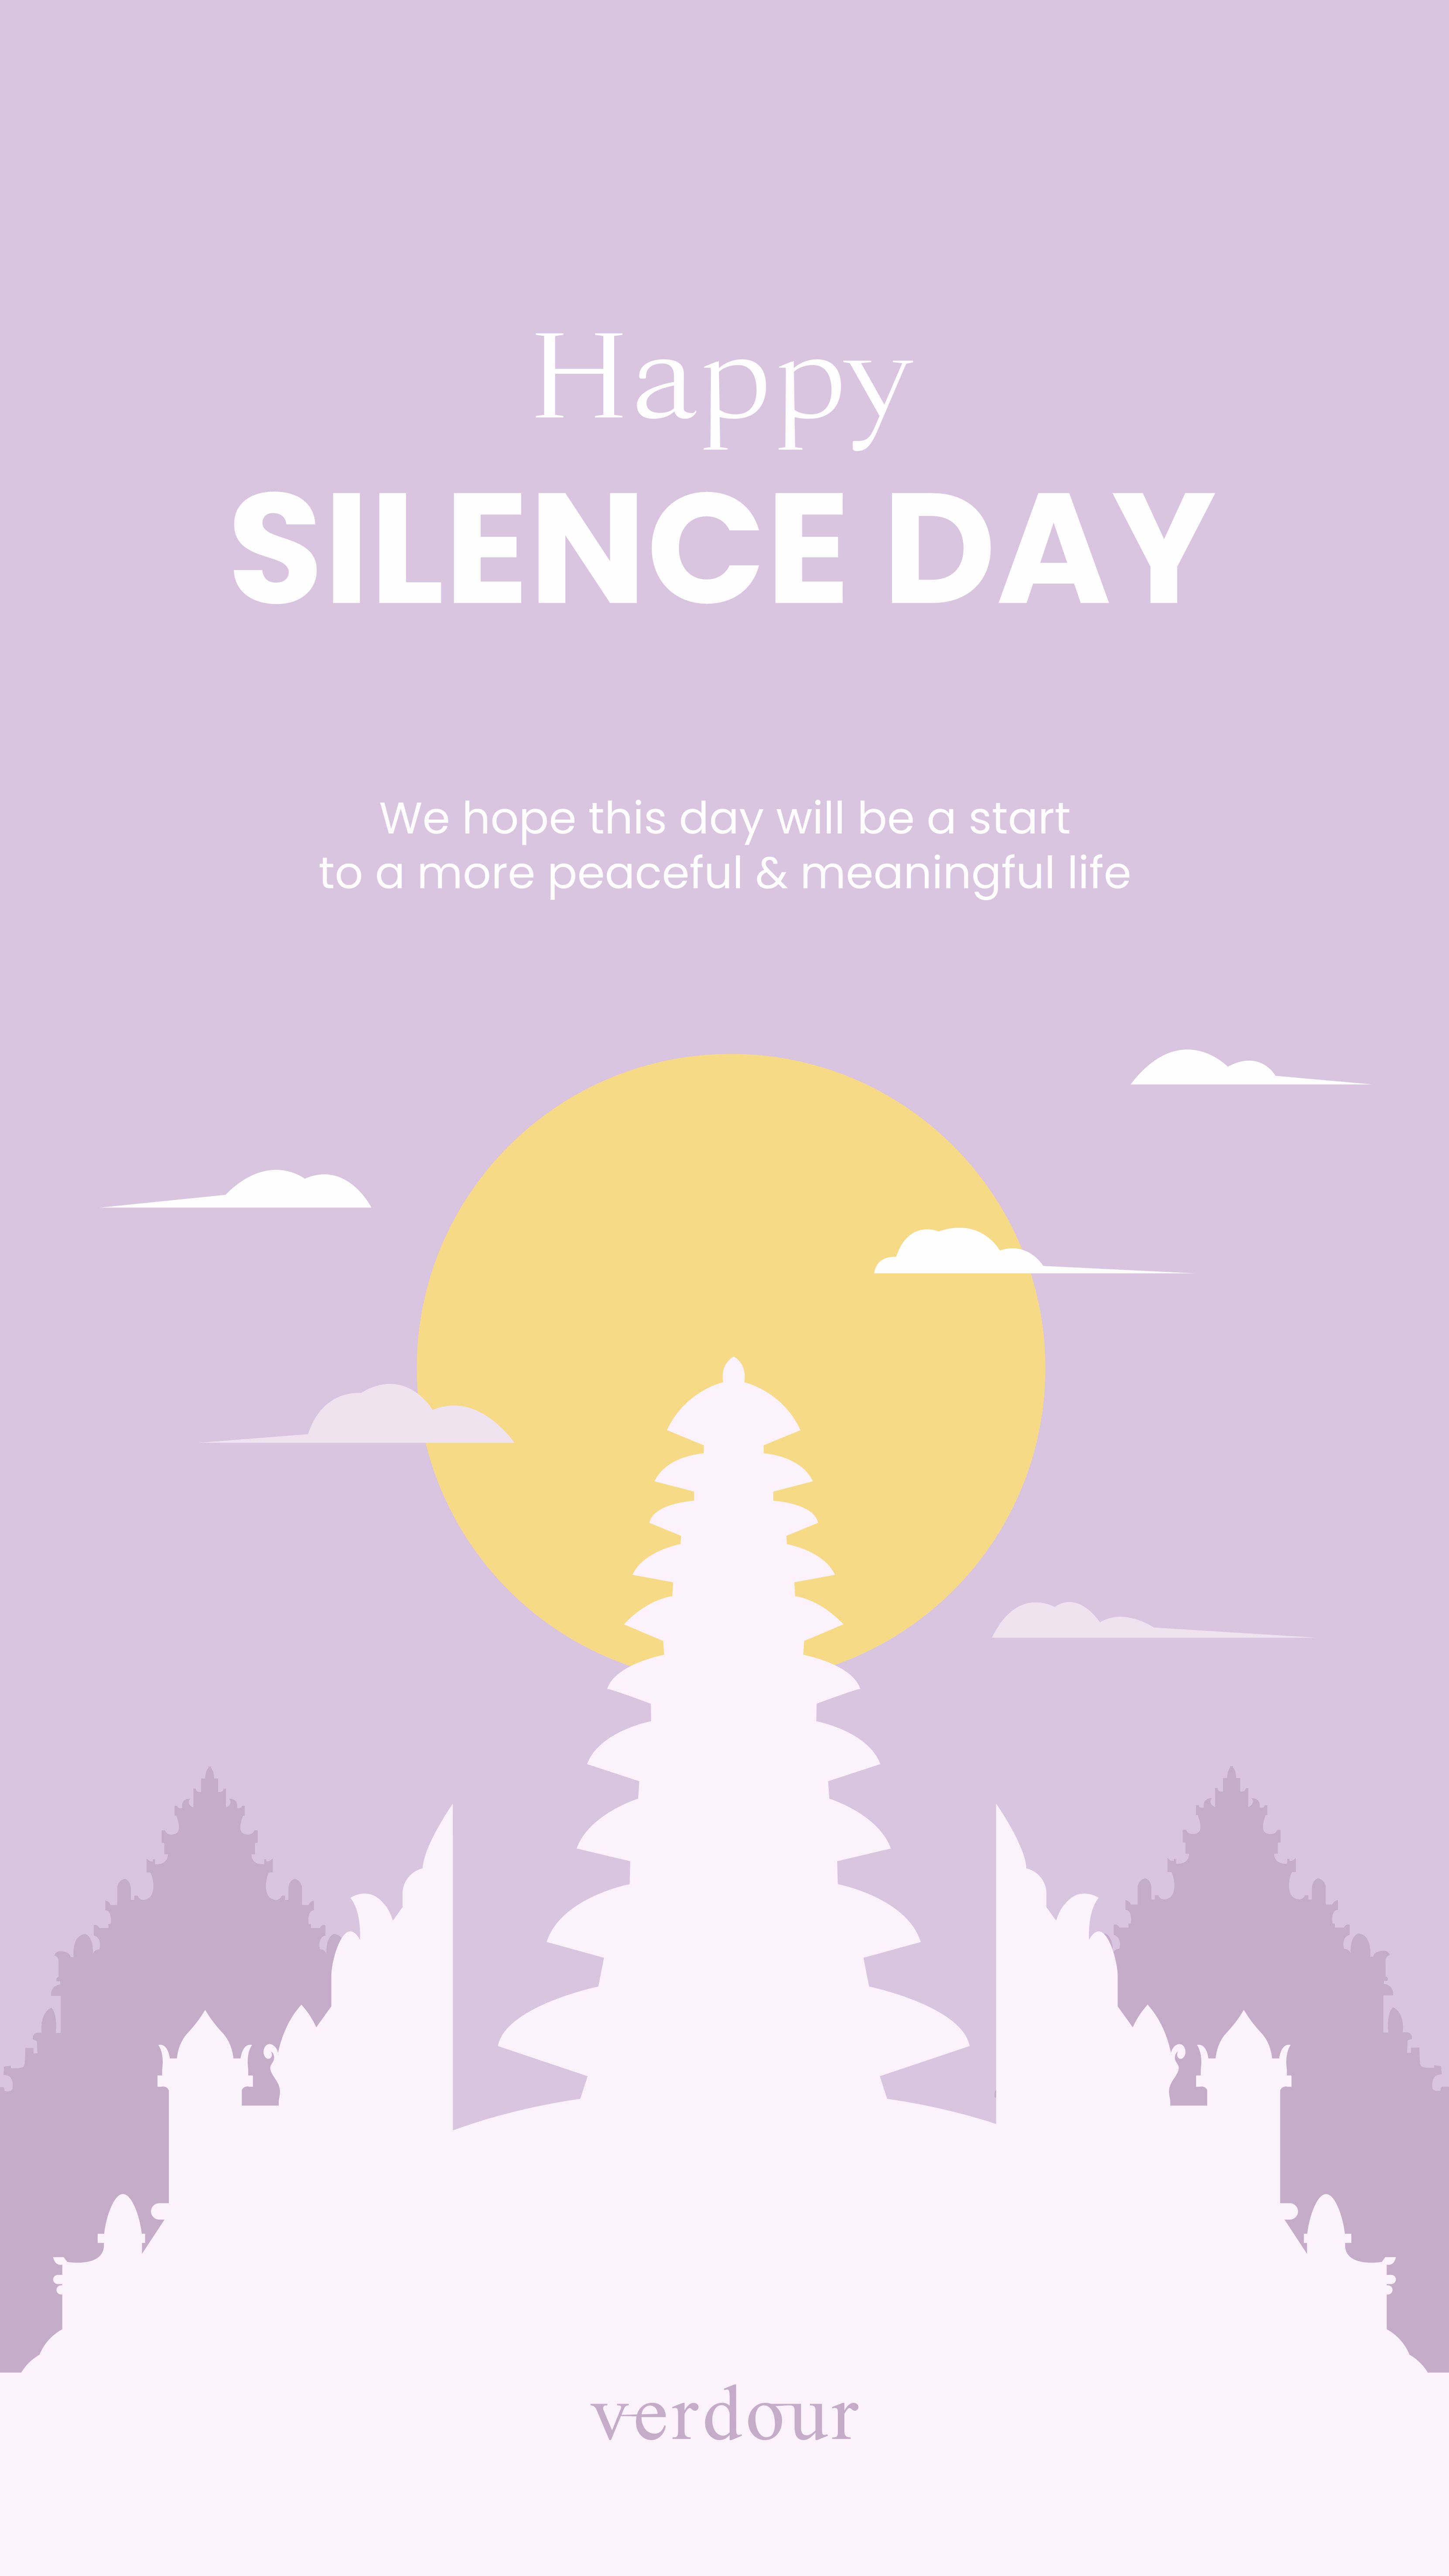 Happy
SILENCE DAY
We hope this day will be a start
to a more peaceful & meaningful life
verdour